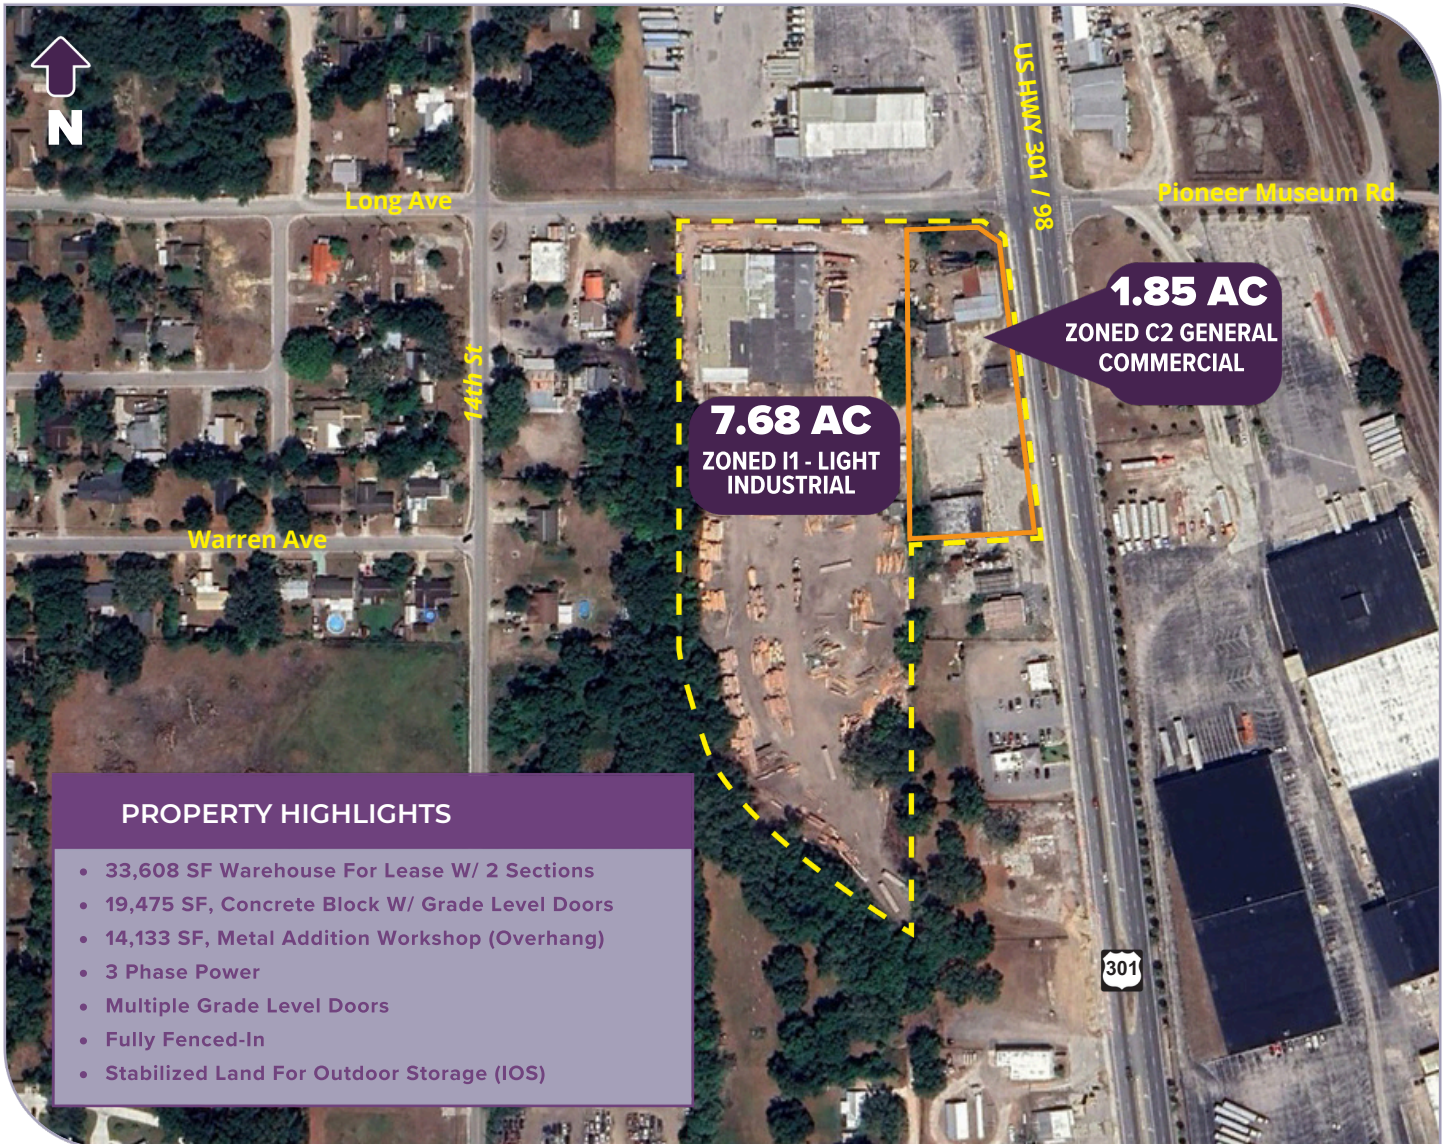 N
US HWY 301 / 98
Long Ave
Pioneer Museum Rd
1.85 AC
ZONED C2 GENERAL
COMMERCIAL
14th St
7.68 AC
ZONED I1 - LIGHT
INDUSTRIAL
Warren Ave
PROPERTY HIGHLIGHTS
• 33,608 SF Warehouse For Lease W/ 2 Sections
• 19,475 SF, Concrete Block W/ Grade Level Doors
• 14,133 SF, Metal Addition Workshop (Overhang)
• 3 Phase Power
• Multiple Grade Level Doors
• Fully Fenced-In
• Stabilized Land For Outdoor Storage (IOS)
301